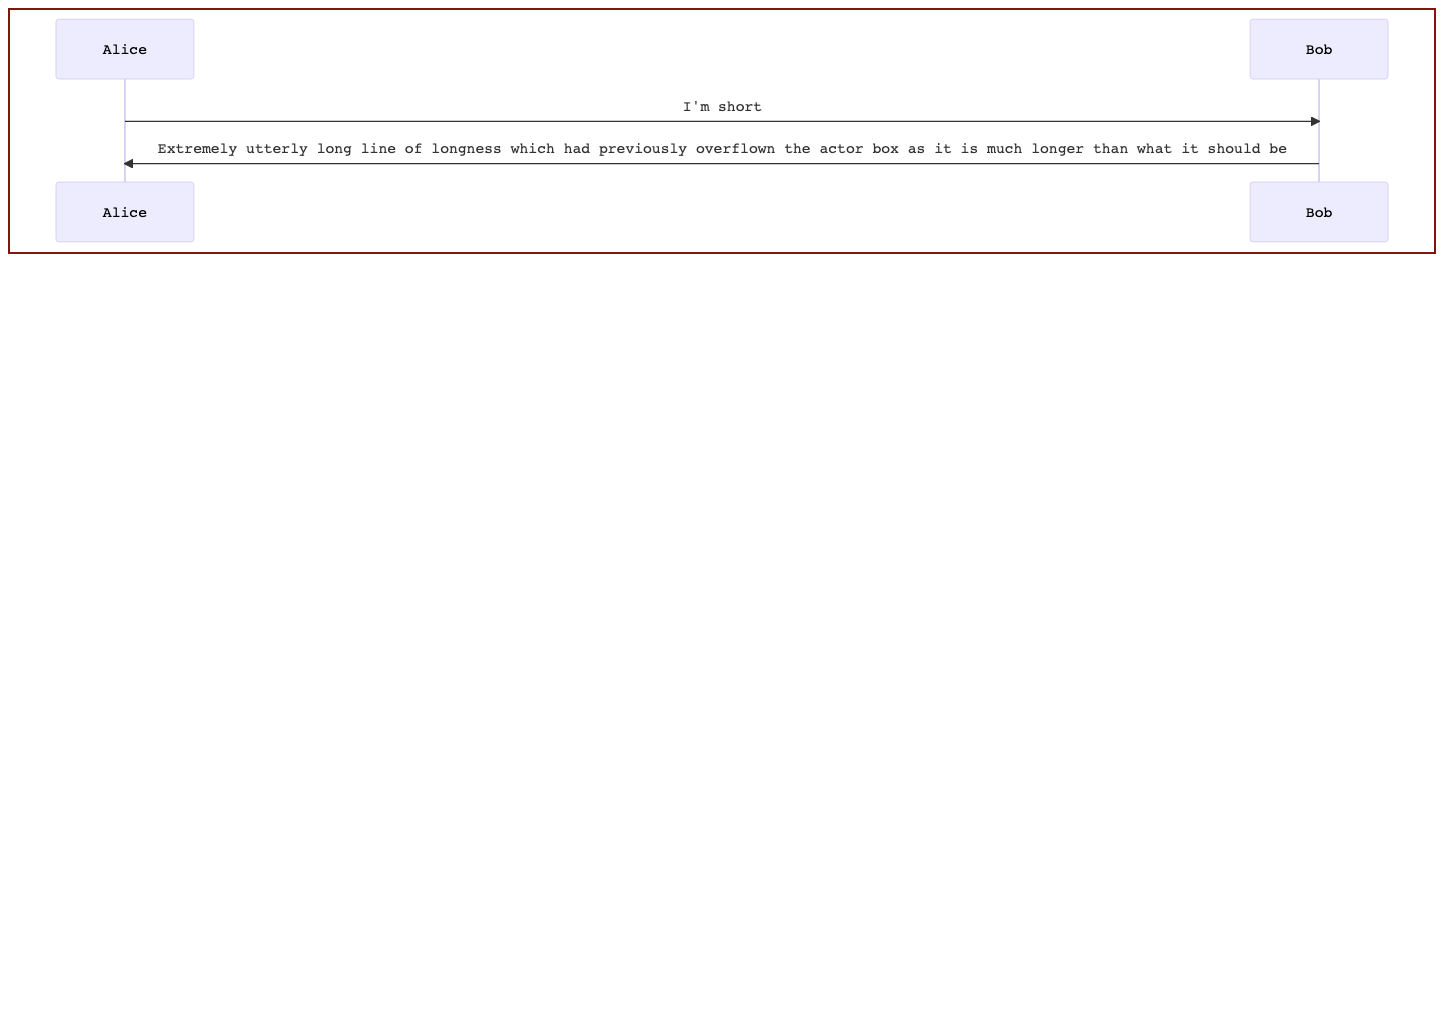 Alice
Bob
I'm short
Extremely utterly long line of longness which had previously overflown the actor box as it is much longer than what it should be
Alice
Bob